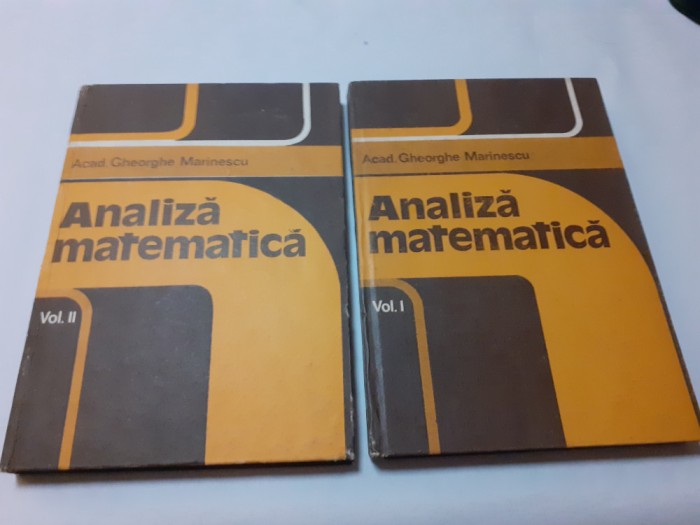 Acad. Gheorghe Marinescu
Analiză
matematică
Vol. II
Acad. Gheorghe Marinescu
Analiză
matematică
Vol. I